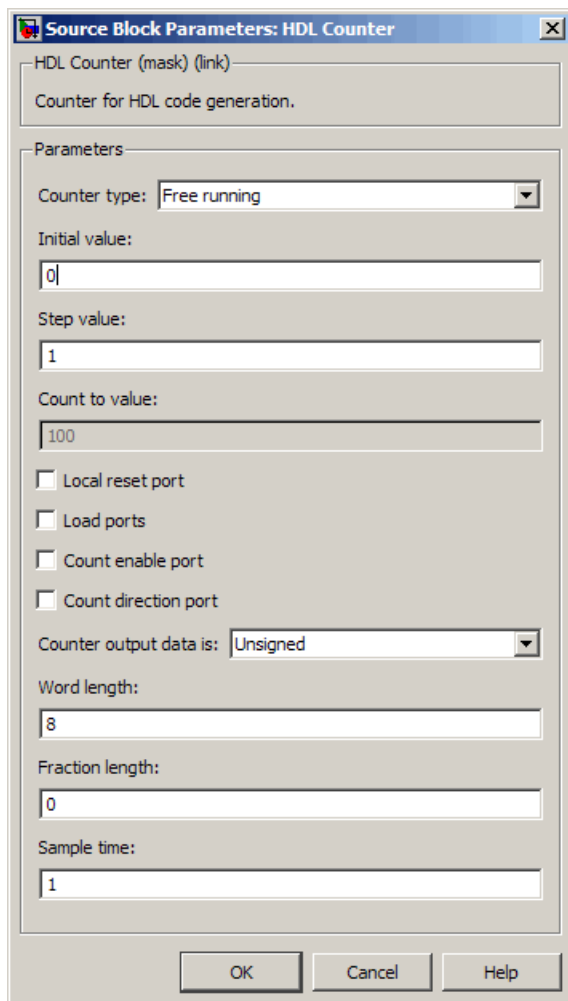 Source Block Parameters: HDL Counter
HDL Counter (mask) (link)
Counter for HDL code generation.
Parameters
Counter type: Free running
Initial value:
0
Step value:
1
Count to value:
100
Local reset port
Load ports
Count enable port
Count direction port
Counter output data is: Unsigned
Word length:
8
Fraction length:
0
Sample time:
1
OK Cancel Help